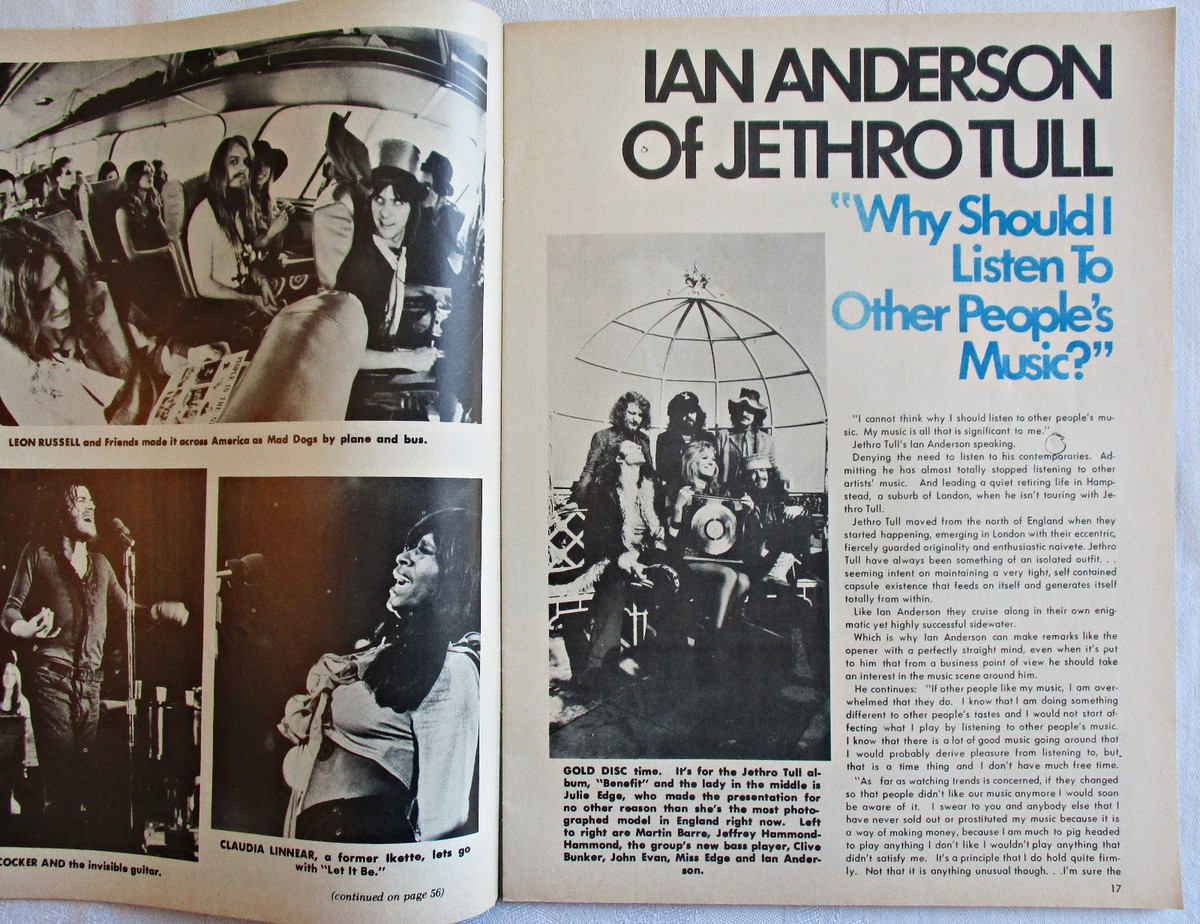 LEON RUSSELL and Friends made it across America as Mad Dogs by plane and bus.
COCKER AND the invisible guitar.
CLAUDIA LINNEAR, a former Ikette, lets go
with "Let It Be."
(continued on page 56)
IAN ANDERSON
Of JETHRO TULL
"Why Should I
Listen To
Other People's
Music?"
GOLD DISC time. It's for the Jethro Tull al-
bum, "Benefit" and the lady in the middle is
Julie Edge, who made the presentation for
no other reason than she's the most photo-
graphed model in England right now. Left
to right are Martin Barre, Jeffrey Hammond-
Hammond, the group's new bass player, Clive
Bunker, John Evan, Miss Edge and Ian Ander-
son.
"I cannot think why I should listen to other people's mu-
sic. My music is all that is significant to me."
Jethro Tull's Ian Anderson speaking.
Denying the need to listen to his contemporaries. Ad-
mitting he has almost totally stopped listening to other
artists' music. And leading a quiet retiring life in Hamp-
stead, a suburb of London, when he isn't touring with Je-
thro Tull.
Jethro Tull moved from the north of England when they
started happening, emerging in London with their eccentric,
fiercely guarded originality and enthusiastic naivete. Jethro
Tull have always been something of an isolated outfit. . .
seeming intent on maintaining a very tight, self contained
capsule existence that feeds on itself and generates itself
totally from within.
Like Ian Anderson they cruise along in their own enig-
matic yet highly successful sidewater.
Which is why Ian Anderson can make remarks like the
opener with a perfectly straight mind, even when it's put
to him that from a business point of view he should take
an interest in the music scene around him.
He continues: "If other people like my music, I am over-
whelmed that they do. I know that I am doing something
different to other people's tastes and I would not start af-
fecting what I play by listening to other people's music.
I know that there is a lot of good music going around that
I would probably derive pleasure from listening to, but
that is a time thing and I don't have much free time.
"As far as watching trends is concerned, if they changed
so that people didn't like our music anymore I would soon
be aware of it. I swear to you and anybody else that I
have never sold out or prostituted my music because it is
a way of making money, because I am much to pig headed
to play anything I don't like I wouldn't play anything that
didn't satisfy me. It's a principle that I do hold quite firm-
ly. Not that it is anything unusual though. . .I'm sure the
17